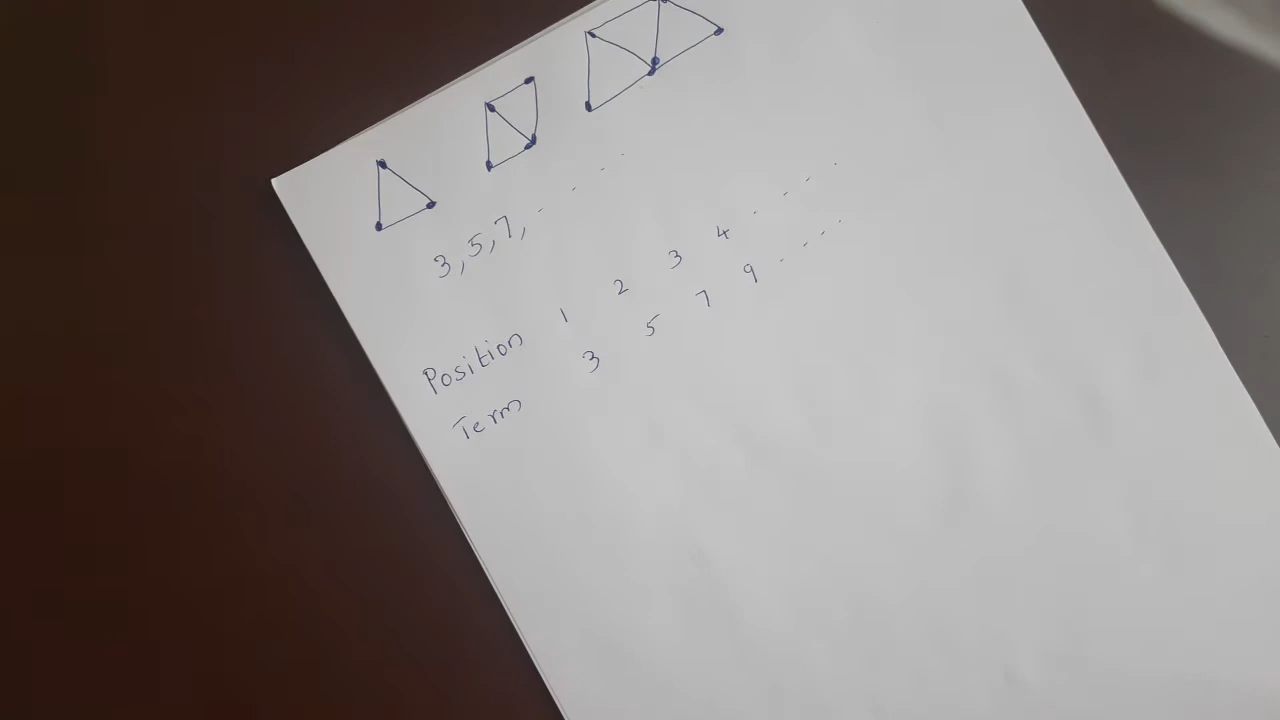 3, 5, 7, - - - -
Position 1 2 3 4 - - - -
Term 3 5 7 9 - - - -